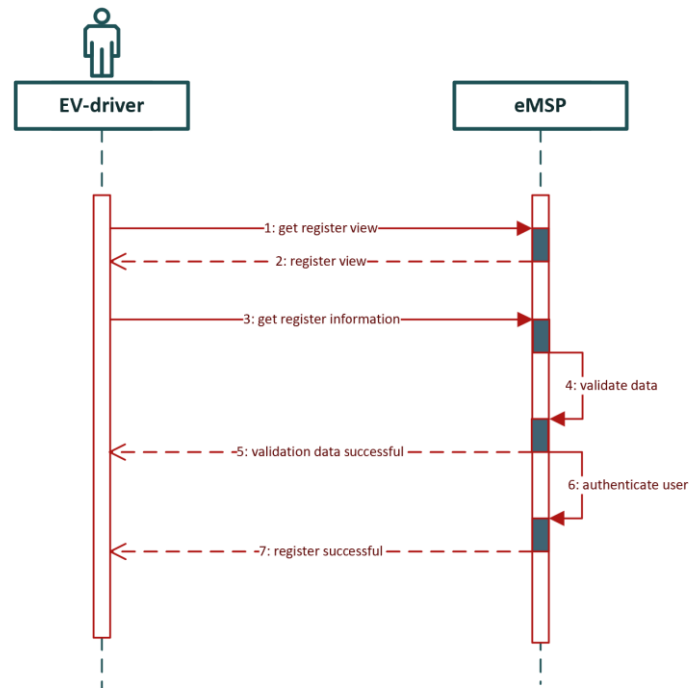 EV-driver
eMSP
1: get register view
2: register view
3: get register information
4: validate data
5: validation data successful
6: authenticate user
7: register successful